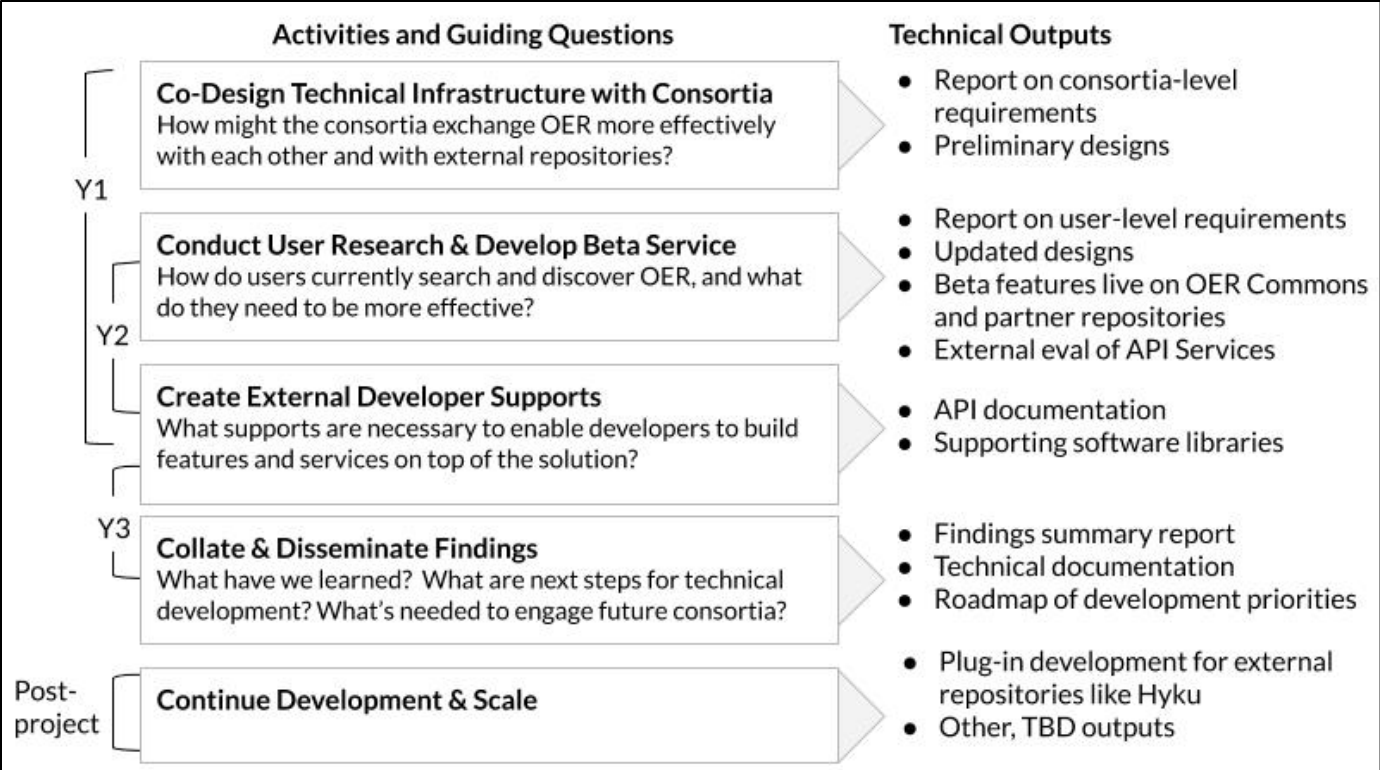 Activities and Guiding Questions
Technical Outputs
Y1
Co-Design Technical Infrastructure with Consortia
How might the consortia exchange OER more effectively
with each other and with external repositories?
● Report on consortia-level
requirements
● Preliminary designs
Y2
Conduct User Research & Develop Beta Service
How do users currently search and discover OER, and what
do they need to be more effective?
● Report on user-level requirements
● Updated designs
● Beta features live on OER Commons
and partner repositories
● External eval of API Services
Create External Developer Supports
What supports are necessary to enable developers to build
features and services on top of the solution?
● API documentation
● Supporting software libraries
Y3
Collate & Disseminate Findings
What have we learned? What are next steps for technical
development? What's needed to engage future consortia?
● Findings summary report
● Technical documentation
● Roadmap of development priorities
Post-
project
Continue Development & Scale
● Plug-in development for external
repositories like Hyku
● Other, TBD outputs